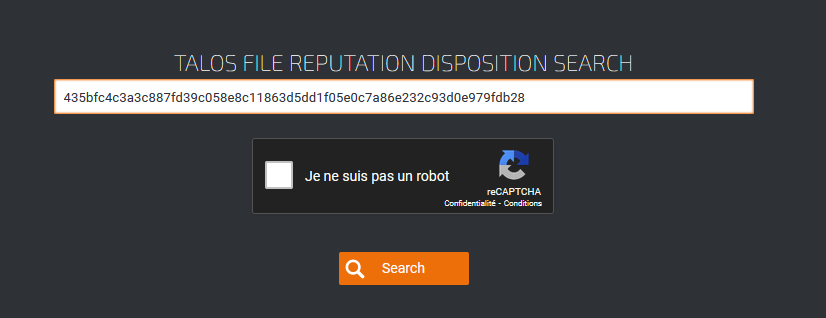 TALOS FILE REPUTATION DISPOSITION SEARCH
435bfc4c3a3c887fd39c058e8c11863d5dd1f05e0c7a86e232c93d0e979fdb28
Je ne suis pas un robot
reCAPTCHA
Confidentialité - Conditions
Search